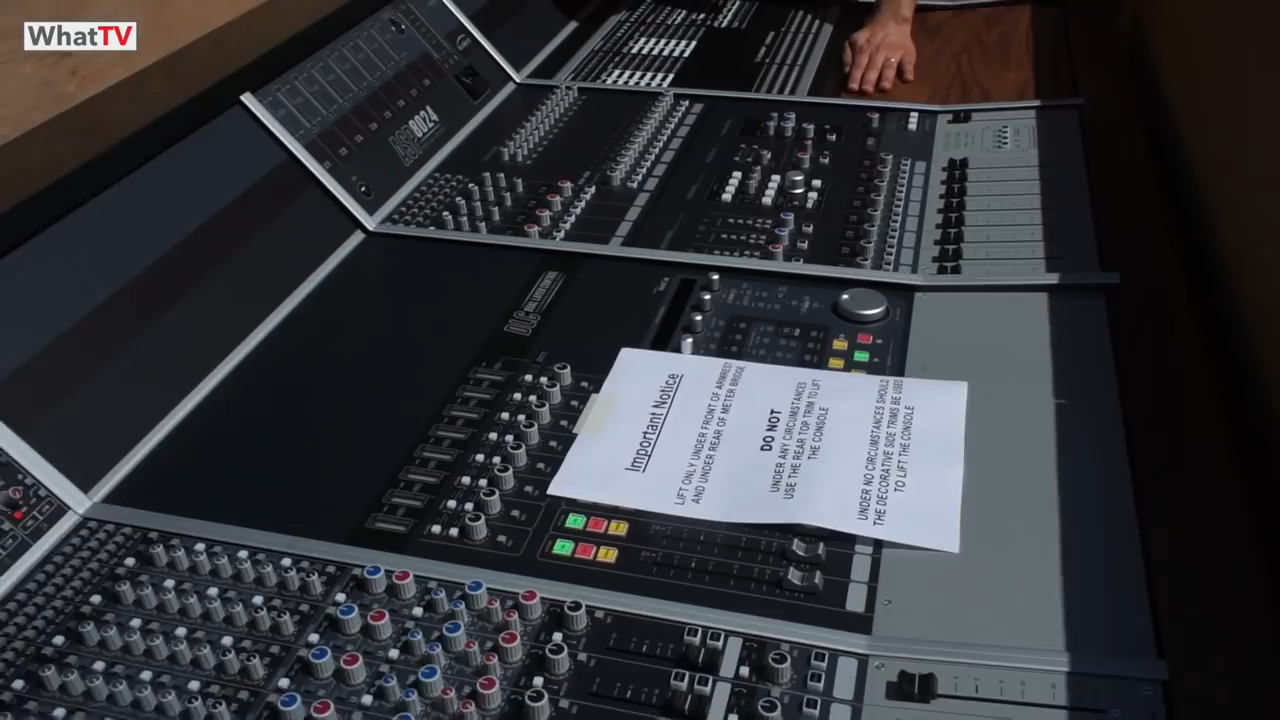 WhatTV
ASP8024
DLC
Important Notice
LIFT ONLY UNDER FRONT OF ARMREST
AND UNDER REAR OF METER BRIDGE
DO NOT
UNDER ANY CIRCUMSTANCES
USE THE REAR TOP TRIM TO LIFT
THE CONSOLE
UNDER NO CIRCUMSTANCES SHOULD
THE DECORATIVE SIDE TRIMS BE USED
TO LIFT THE CONSOLE